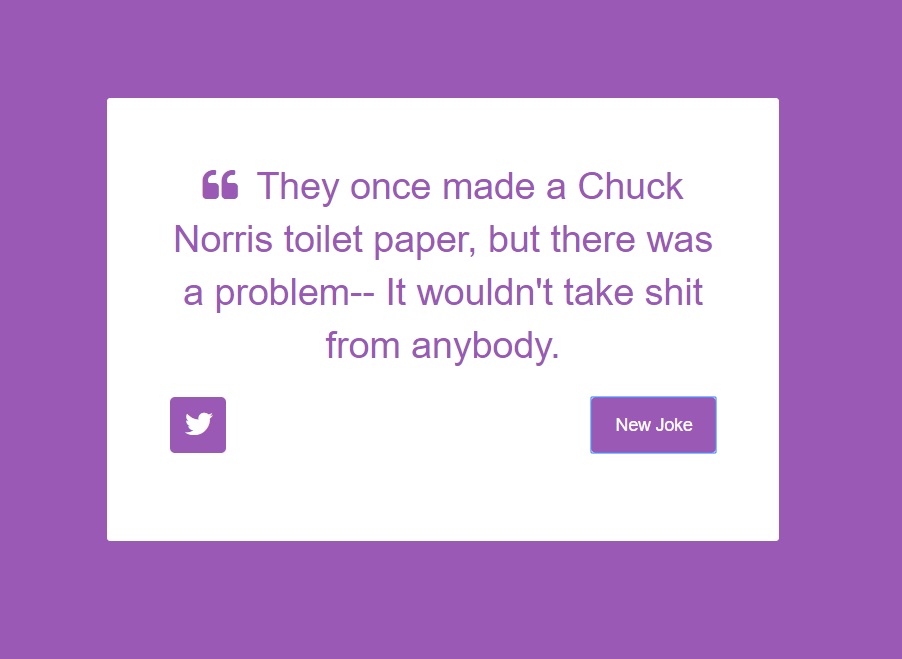 ❝ They once made a Chuck
Norris toilet paper, but there was
a problem-- It wouldn't take shit
from anybody.
New Joke